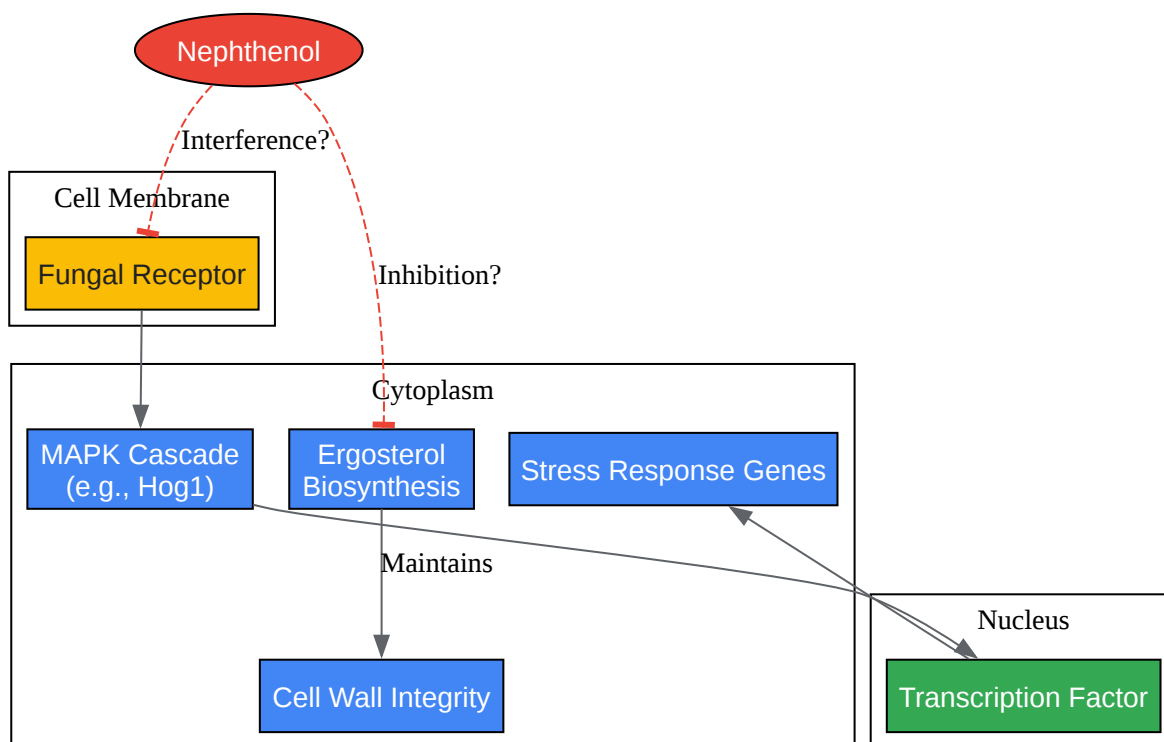 Nephthenol
Interference?
Cell Membrane
Fungal Receptor
Inhibition?
Cytoplasm
MAPK Cascade
(e.g., Hog1)
Ergosterol
Biosynthesis
Stress Response Genes
Maintains
Nucleus
Cell Wall Integrity
Transcription Factor